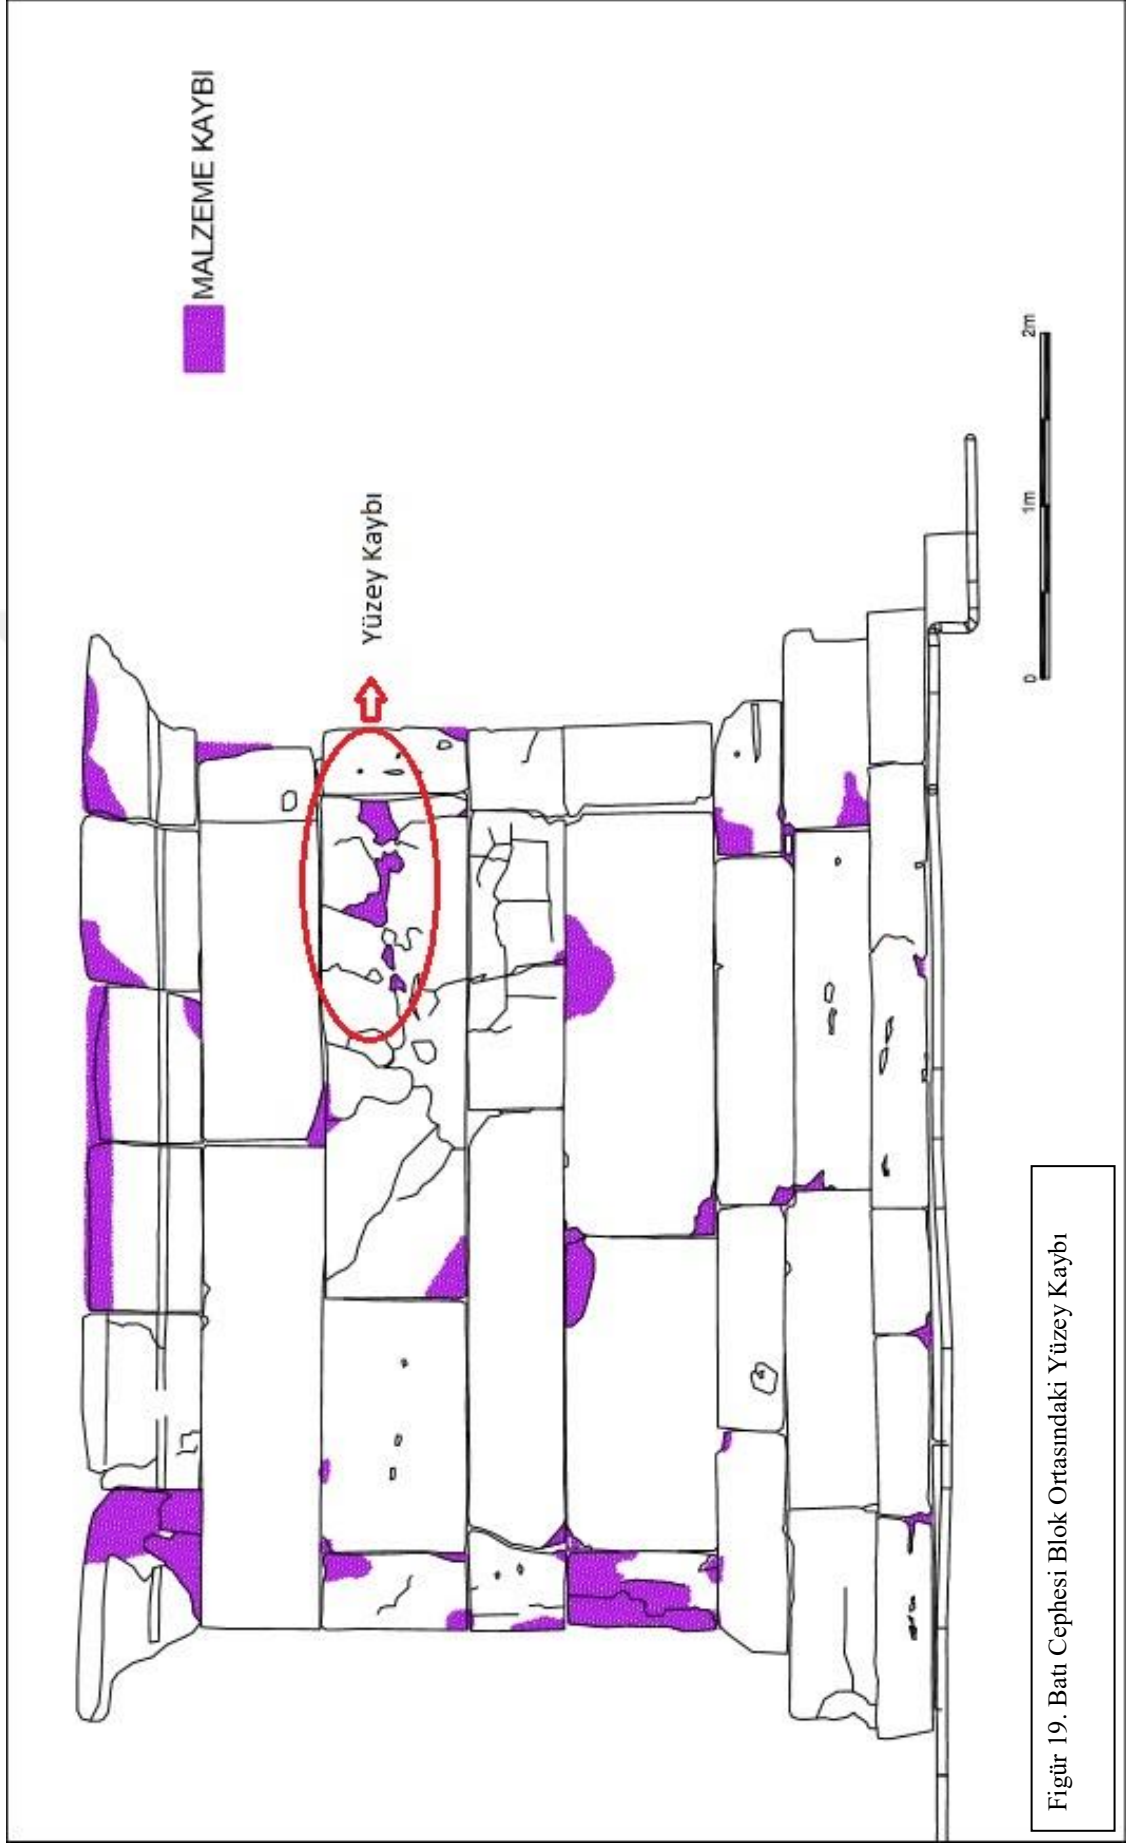 MALZEME KAYBI
Yüzey Kaybı
0 1m 2m
Figür 19. Batı Cephesi Blok Ortasındaki Yüzey Kaybı